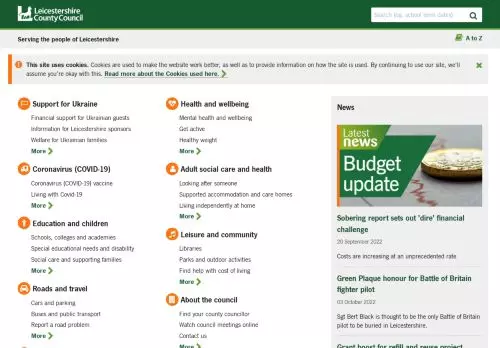 Leicestershire
County Council
Search (eg. school term dates)
Serving the people of Leicestershire
A to Z
This site uses cookies. Cookies are used to make the website work better, as well as to provide information on how the site is used. By continuing to use our site, we'll
assume you're okay with this. Read more about the Cookies used here.
Support for Ukraine
Financial support for Ukrainian guests
Information for Leicestershire sponsors
Welfare for Ukrainian families
More
Coronavirus (COVID-19)
Coronavirus (COVID-19) vaccine
Living with Covid
More
Education and children
Schools, colleges and academies
Special educational needs and disability
Social care and supporting families
More
Roads and travel
Cars and parking
Buses and public transport
Report a road problem
More
Health and wellbeing
Mental health and wellbeing
Get active
Healthy weight
More
Adult social care and health
Looking after someone
Supported accommodation and care homes
Living independently at home
More
Leisure and community
Libraries
Parks and outdoor activities
Find help with cost of living
More
About the council
Find your county councillor
Watch council meetings online
Contact us
More
News
Latest
news
Budget
update
Sobering report sets out 'dire' financial
challenge
20 September 2022
Costs are increasing at an unprecedented rate.
Green Plaque honour for Battle of Britain
fighter pilot
03 October 2022
Sgt Bert Black is thought to be the only Battle of Britain
pilot to be buried in Leicestershire.
Grant boost for refill and reuse project